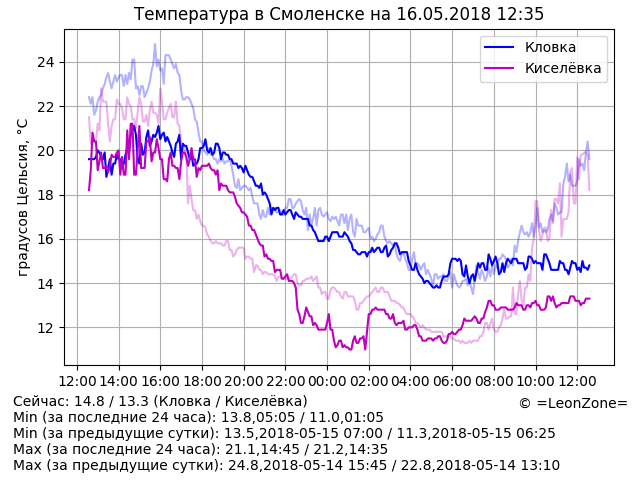 Температура в Смоленске на 16.05.2018 12:35
Кловка
Киселёвка
градусов Цельсия, °C
24
22
20
18
16
14
12
12:00 14:00 16:00 18:00 20:00 22:00 00:00 02:00 04:00 06:00 08:00 10:00 12:00
Сейчас: 14.8 / 13.3 (Кловка / Киселёвка)
© =LeonZone=
Min (за последние 24 часа): 13.8,05:05 / 11.0,01:05
Min (за предыдущие сутки): 13.5,2018-05-15 07:00 / 11.3,2018-05-15 06:25
Max (за последние 24 часа): 21.1,14:45 / 21.2,14:35
Max (за предыдущие сутки): 24.8,2018-05-14 15:45 / 22.8,2018-05-14 13:10